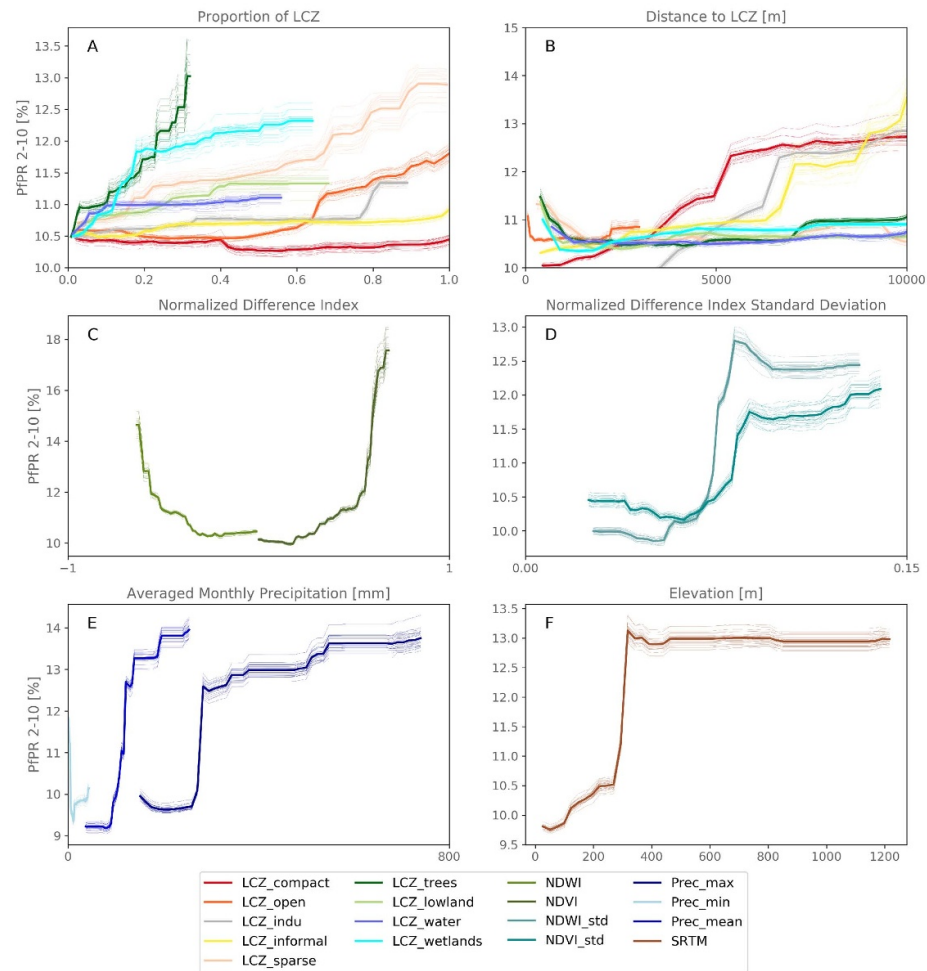 Proportion of LCZ
Distance to LCZ [m]
A
B
PfPR 2-10 [%]
13.5
13.0
12.5
12.0
11.5
11.0
10.5
10.0
0.0 0.2 0.4 0.6 0.8 1.0
15
14
13
12
11
10
0 5000 10000
Normalized Difference Index
Normalized Difference Index Standard Deviation
C
D
PfPR 2-10 [%]
18
16
14
12
10
−1 1
13.0
12.5
12.0
11.5
10.5
10.0
0.00 0.15
Averaged Monthly Precipitation [mm]
Elevation [m]
E
F
PfPR 2-10 [%]
14
13
12
10
9
0 800
13.5
13.0
12.5
12.0
11.5
11.0
10.5
10.0
9.5
0 200 400 600 800 1000 1200
LCZ_compact LCZ_trees NDWI Prec_max
LCZ_open LCZ_lowland NDVI Prec_min
LCZ_indu LCZ_water NDWI_std Prec_mean
LCZ_informal LCZ_wetlands NDVI_std SRTM
LCZ_sparse